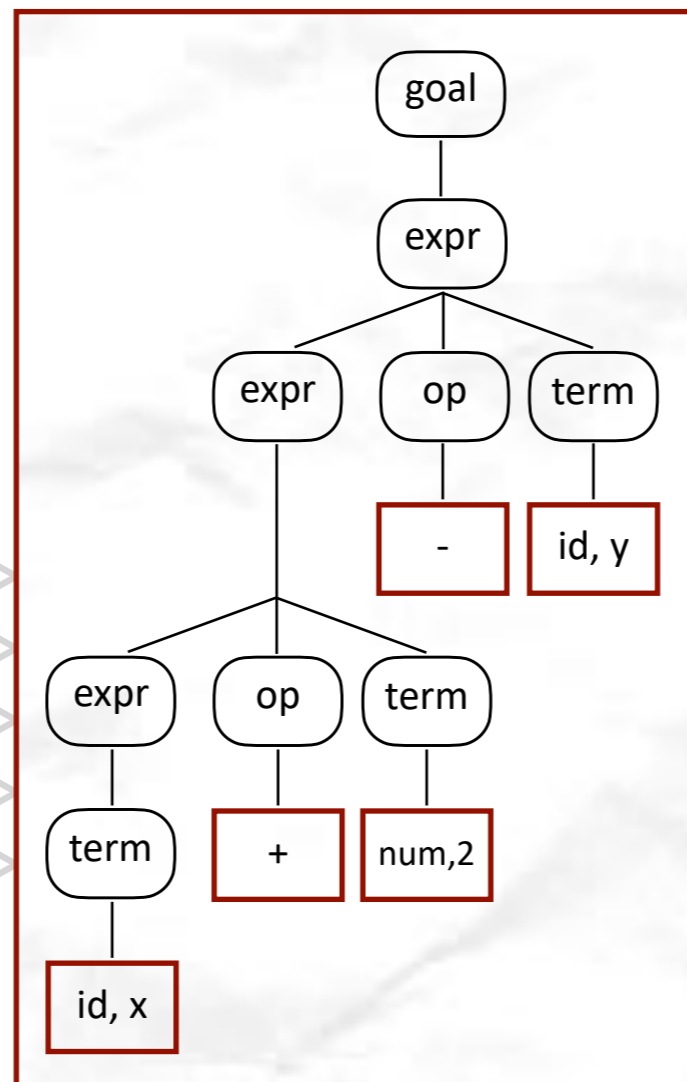 goal
expr
expr op term
- id, y
expr op term
term + num,2
id, x